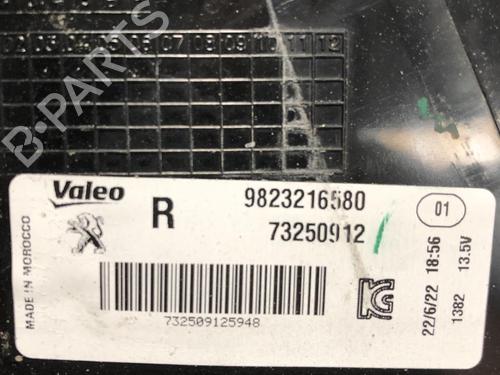 02 03 04 05 06 07 08 09 10 11 12
B-PARTS
Valeo
R
9823216580
73250912
01
MADE IN MOROCCO
732509125948
22/6/22 18:56
1382 13.5V